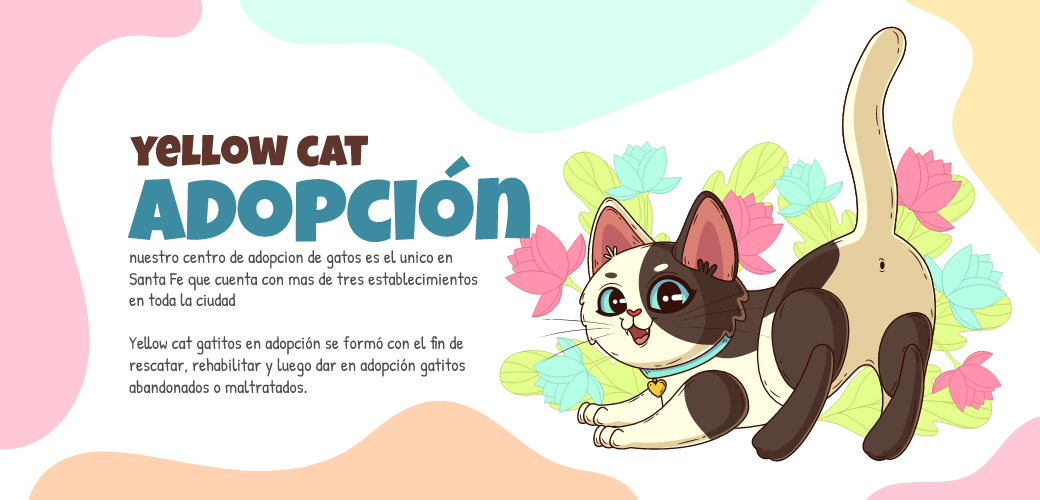 Yellow cat
Adopción
nuestro centro de adopcion de gatos es el unico en
Santa Fe que cuenta con mas de tres establecimientos
en toda la ciudad
Yellow cat gatitos en adopción se formó con el fin de
rescatar, rehabilitar y luego dar en adopción gatitos
abandonados o maltratados.